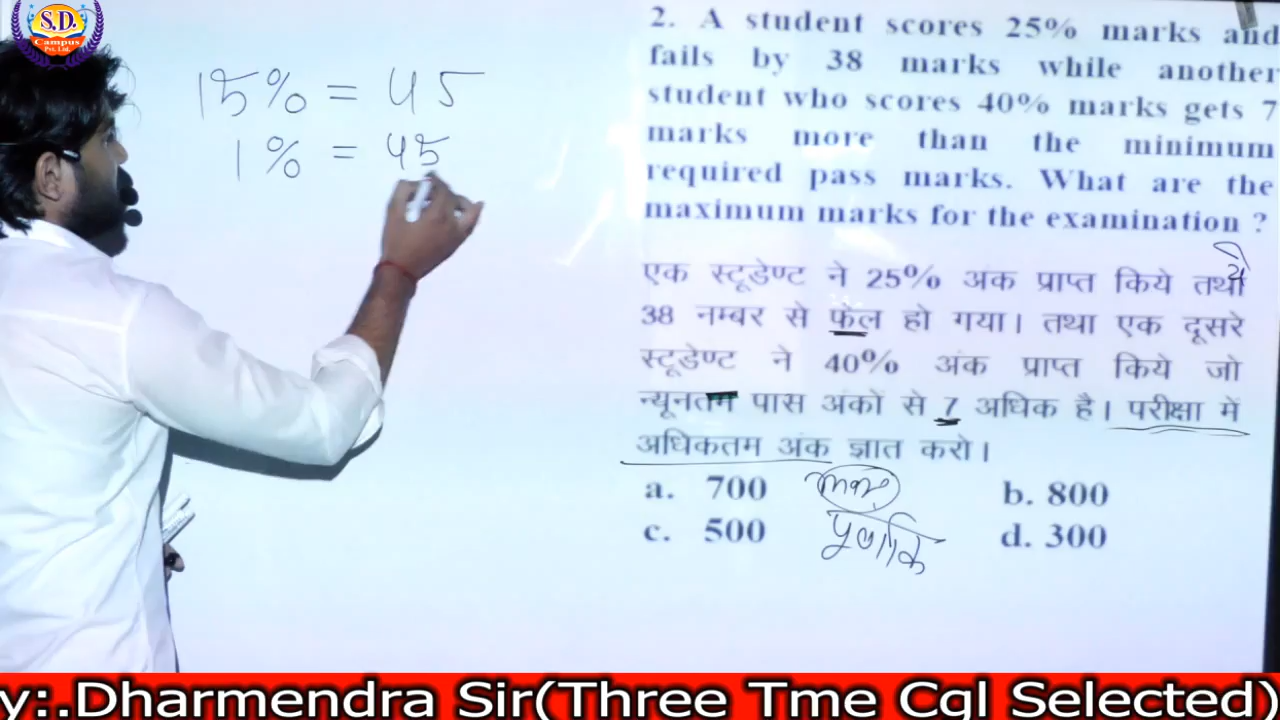 S.D.
Campus
Pvt. Ltd.
15% = 45
1% = 45
2. A student scores 25% marks and
fails by 38 marks while another
student who scores 40% marks gets 7
marks more than the minimum
required pass marks. What are the
maximum marks for the examination ?
एक स्टूडेण्ट ने 25% अंक प्राप्त किये तथा
38 नम्बर से फेल हो गया। तथा एक दूसरे
स्टूडेण्ट ने 40% अंक प्राप्त किये जो
न्यूनतम पास अंको से 7 अधिक है। परीक्षा में
अधिकतम अंक ज्ञात करो।
a. 700 b. 800
c. 500 पूर्णांक d. 300
y:.Dharmendra Sir(Three Tme Cgl Selected)